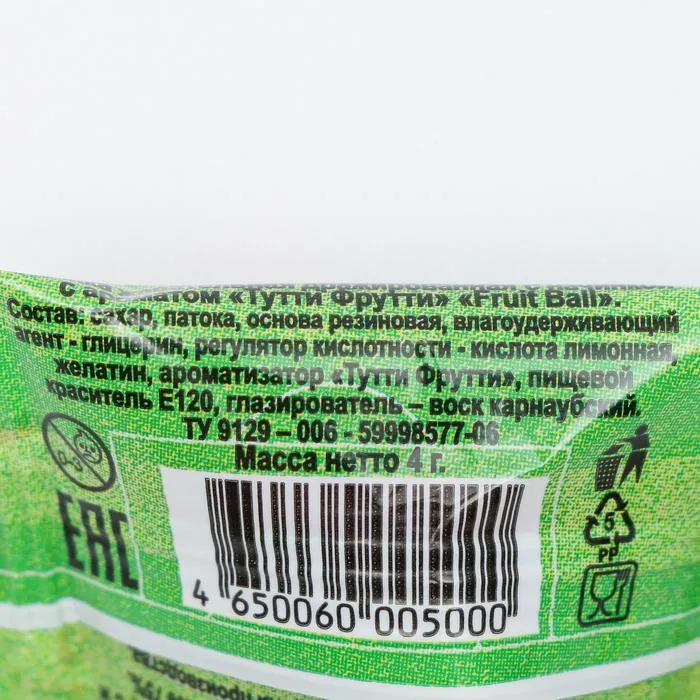 с ароматом «Тутти Фрутти» «Fruit Ball».
Состав: сахар, патока, основа резиновая, влагоудерживающий
агент - глицерин, регулятор кислотности - кислота лимонная,
желатин, ароматизатор «Тутти Фрутти», пищевой
краситель Е120, глазирователь – воск карнаубский.
ТУ 9129 – 006 - 59998577-06
Масса нетто 4 г.
0-3
EAC
5
PP
4 650060 005000